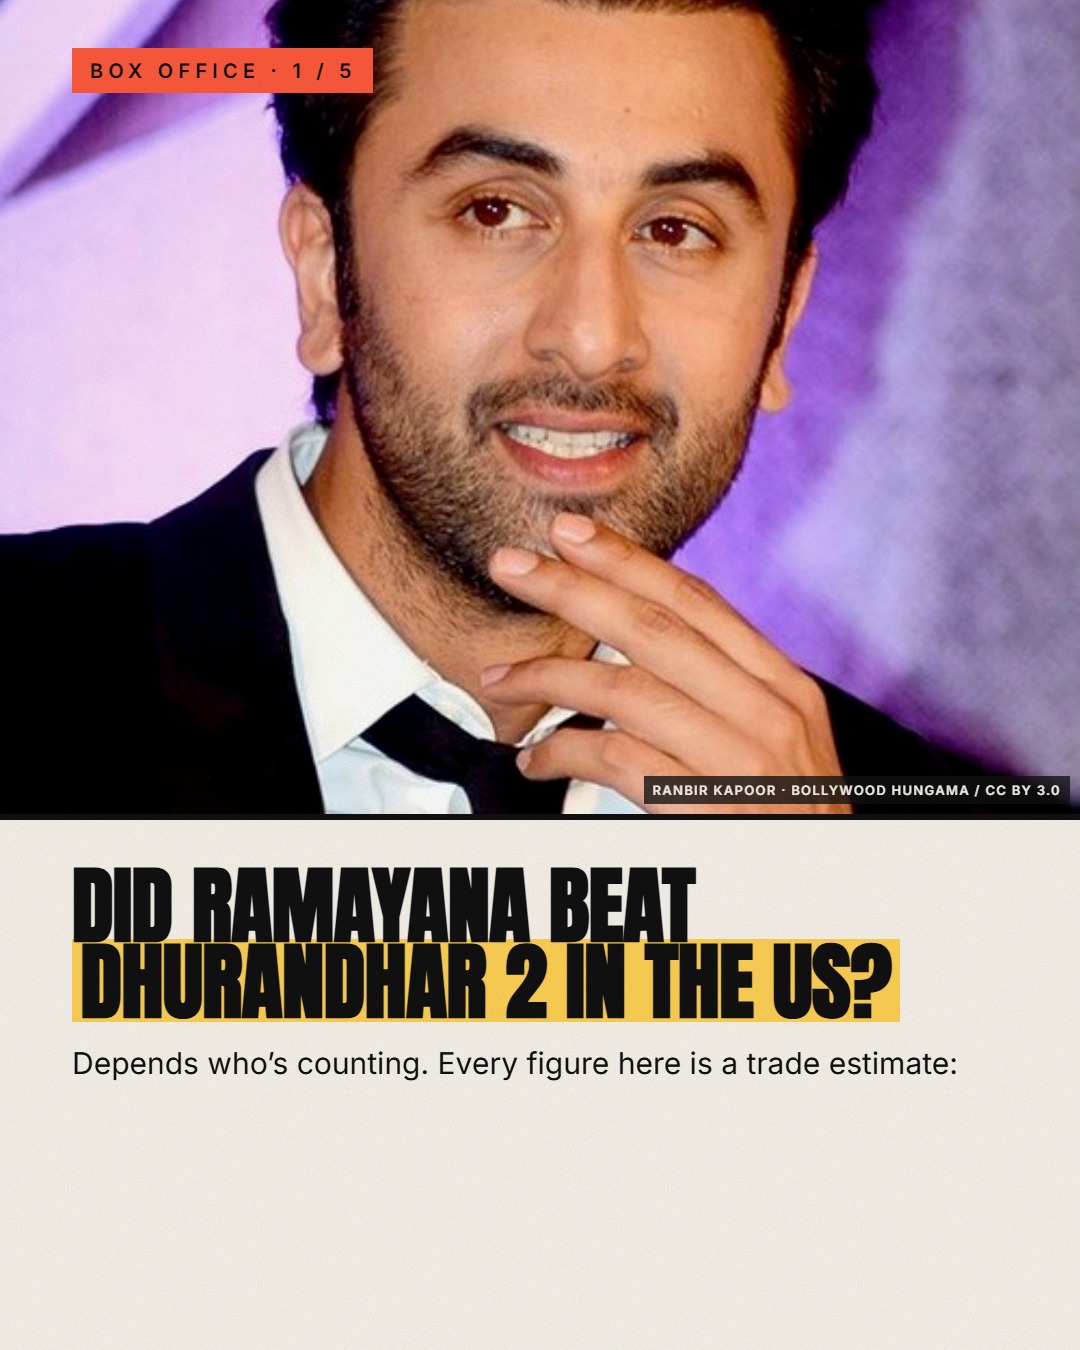 BOX OFFICE · 1 / 5
RANBIR KAPOOR · BOLLYWOOD HUNGAMA / CC BY 3.0
DID RAMAYANA BEAT
DHURANDHAR 2 IN THE US?
Depends who’s counting. Every figure here is a trade estimate: